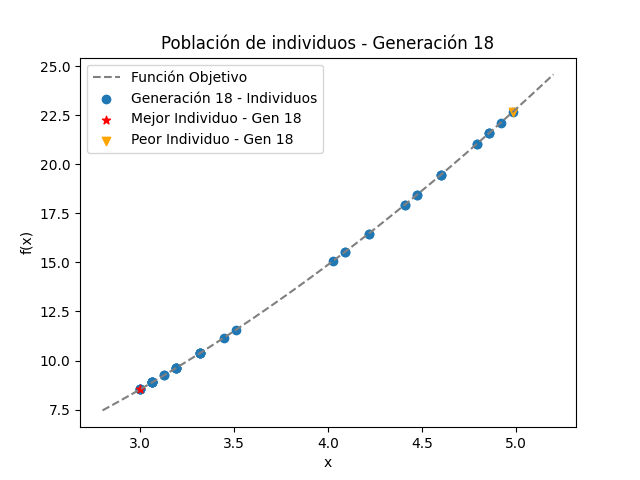 Población de individuos - Generación 18
Función Objetivo
Generación 18 - Individuos
Mejor Individuo - Gen 18
Peor Individuo - Gen 18
25.0
22.5
20.0
17.5
15.0
12.5
10.0
7.5
f(x)
3.0 3.5 4.0 4.5 5.0
x